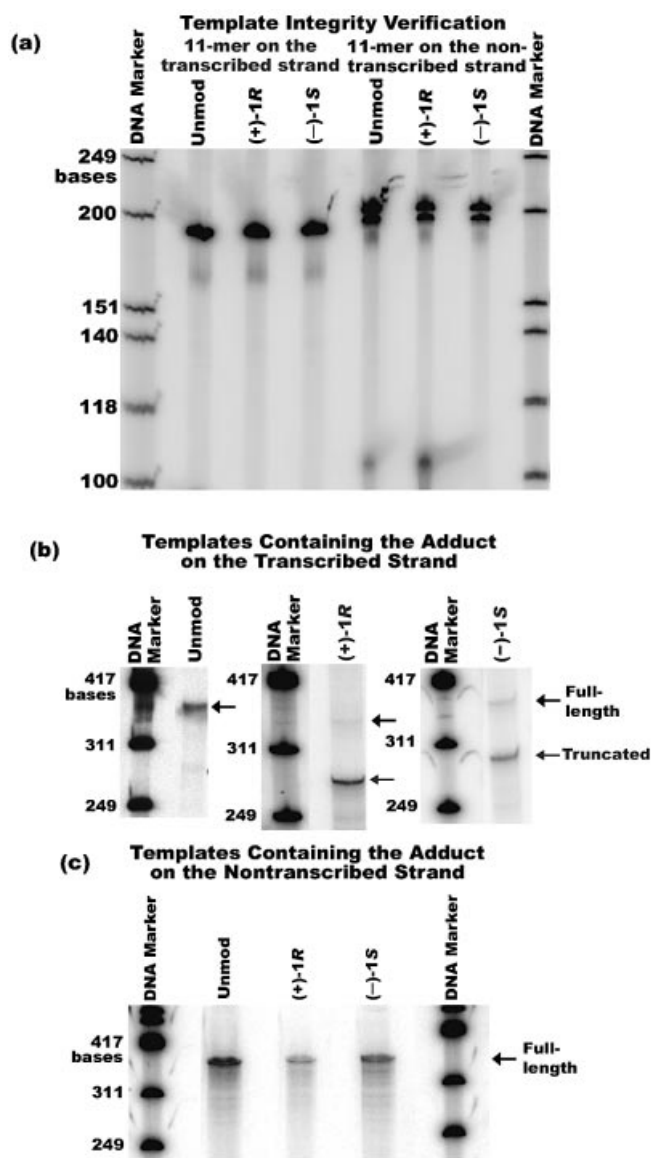 (a)
Template Integrity Verification
11-mer on the transcribed strand
11-mer on the non-transcribed strand
DNA Marker
Unmod
(+)-1R
(−)-1S
Unmod
(+)-1R
(−)-1S
DNA Marker
249
bases
200
151
140
118
100
(b)
Templates Containing the Adduct
on the Transcribed Strand
DNA
Marker
Unmod
417
bases
311
249
DNA
Marker
(+)-1R
417
311
249
DNA
Marker
(−)-1S
417
311
249
Full-
length
Truncated
(c)
Templates Containing the Adduct
on the Nontranscribed Strand
DNA Marker
Unmod
(+)-1R
(−)-1S
DNA Marker
417
bases
311
249
Full-
length